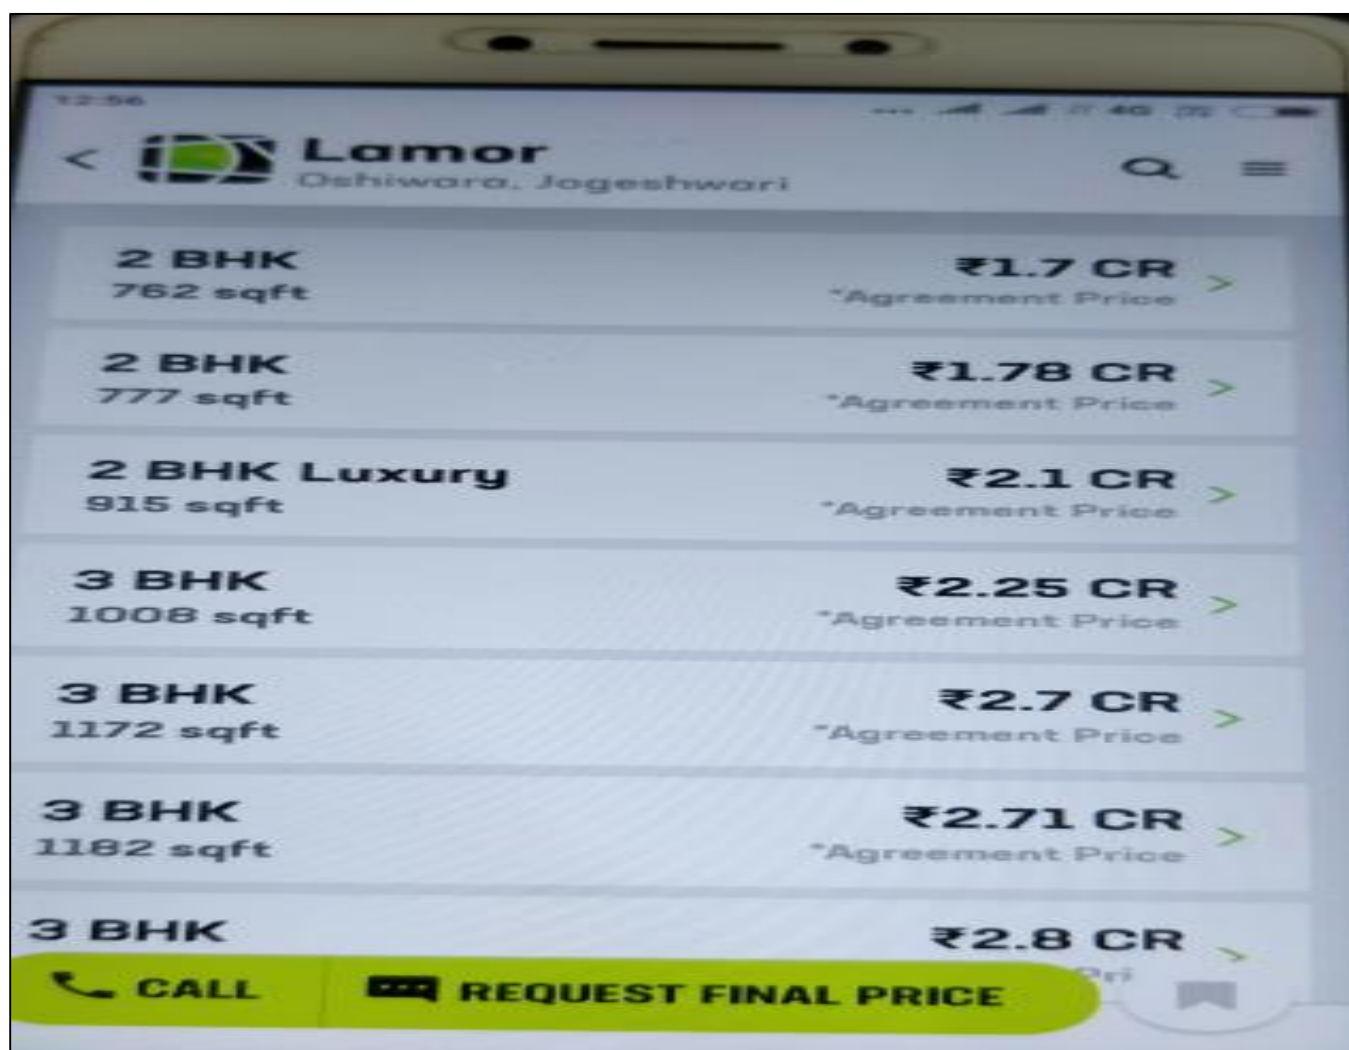 12:56
4G
Lamor
Oshiwara, Jogeshwari
2 BHK
₹1.7 CR
762 sqft
*Agreement Price
2 BHK
₹1.78 CR
777 sqft
*Agreement Price
2 BHK Luxury
₹2.1 CR
915 sqft
*Agreement Price
3 BHK
₹2.25 CR
1008 sqft
*Agreement Price
3 BHK
₹2.7 CR
1172 sqft
*Agreement Price
3 BHK
₹2.71 CR
1182 sqft
*Agreement Price
3 BHK
₹2.8 CR
CALL
REQUEST FINAL PRICE